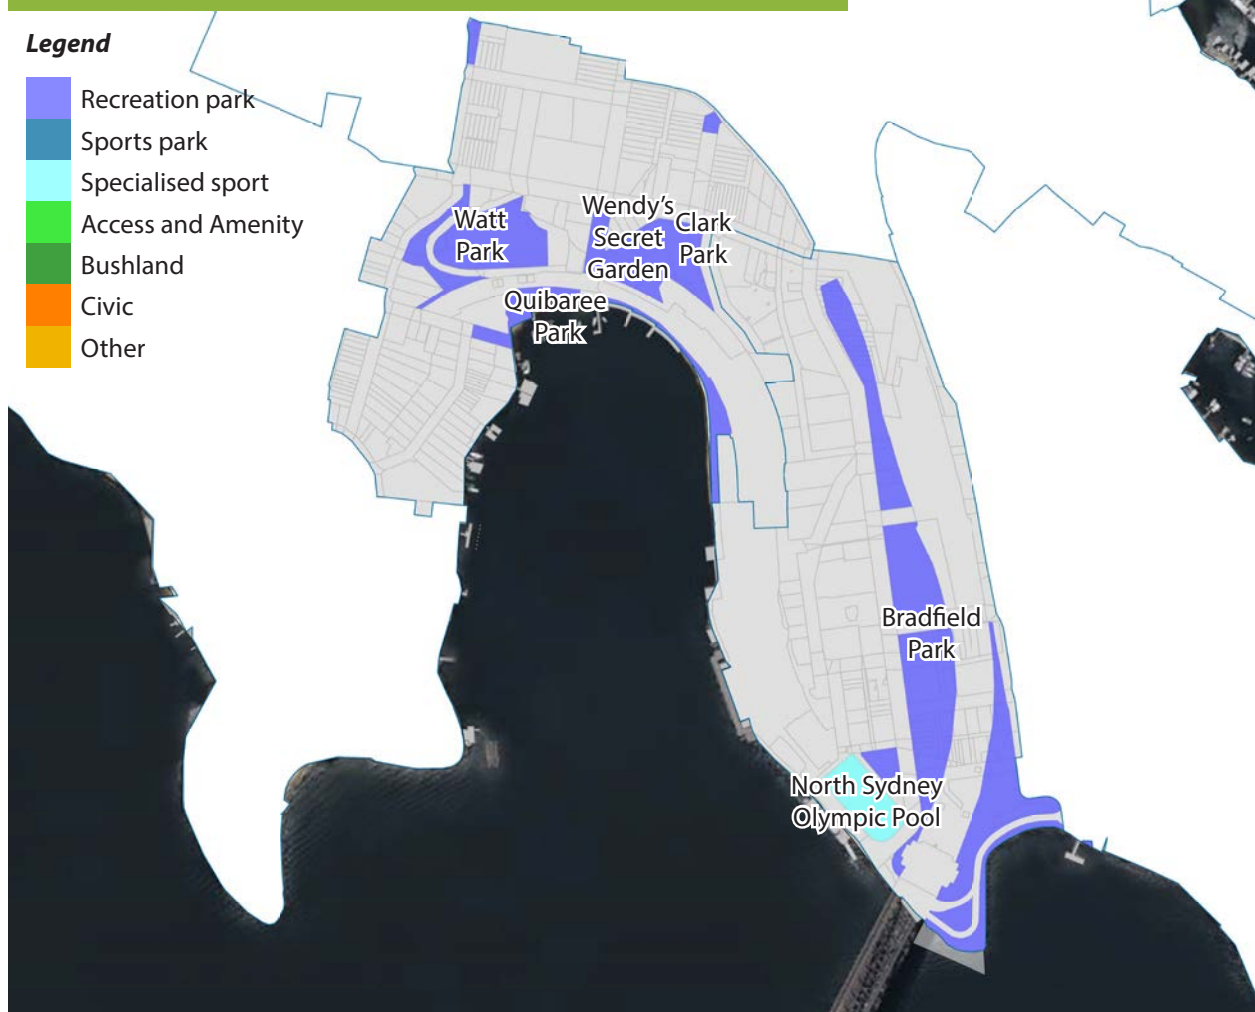 Legend
Recreation park
Sports park
Specialised sport
Access and Amenity
Bushland
Civic
Other
Watt
Park
Wendy's
Secret
Garden
Clark
Park
Quibaree
Park
Bradfield
Park
North Sydney
Olympic Pool